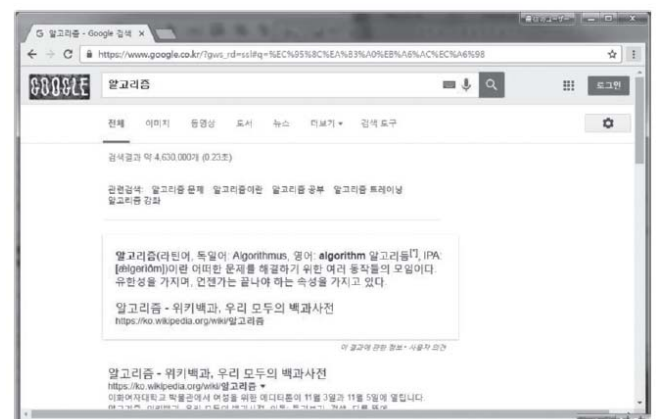 G 알고리즘 - Google 검색
https://www.google.co.kr/?gws_rd=ssl#q=%EC%95%8C%EA%B3%A0%EB%A6%AC%EC%A6%98
GOOGLE 알고리즘
로그인
전체 이미지 동영상 도서 뉴스 더보기 검색 도구
검색결과 약 4,630,000개 (0.23초)
관련검색: 알고리즘 문제 알고리즘이란 알고리즘 공부 알고리즘 트레이닝
알고리즘 강좌
알고리즘(라틴어, 독일어: Algorithmus, 영어: algorithm 알고리듬[*], IPA:
이란 어떠한 문제를 해결하기 위한 여러 동작들의 모임이다.
유한성을 가지며, 언젠가는 끝나야 하는 속성을 가지고 있다.
알고리즘 - 위키백과, 우리 모두의 백과사전
https://ko.wikipedia.org/wiki/알고리즘
이 결과에 관한 정보 • 사용자 의견
알고리즘 - 위키백과, 우리 모두의 백과사전
https://ko.wikipedia.org/wiki/알고리즘
이화여자대학교 박물관에서 여성을 위한 에디터톤이 11월 3일과 11월 5일에 열립니다.